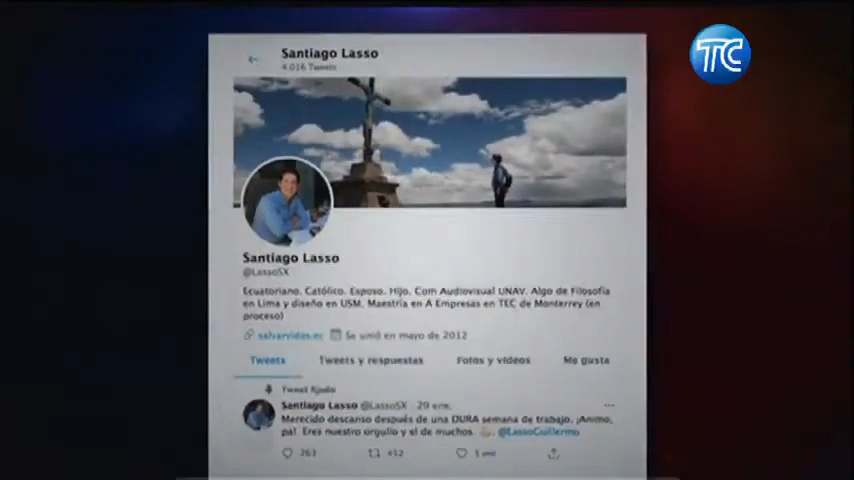 TC
Santiago Lasso
4.016 Tweets
Santiago Lasso
@LassoSX
Ecuatoriano. Católico. Esposo. Hijo. Com Audiovisual UNAV. Algo de Filosofía
en Lima y diseño en USM. Maestría en A Empresas en TEC de Monterrey (en
proceso)
salvarvidas.ec Se unió en mayo de 2012
Tweets Tweets y respuestas Fotos y videos Me gusta
Tweet fijado
Santiago Lasso @LassoSX · 29 ene.
Merecido descanso después de una DURA semana de trabajo. ¡Animo,
pa! Eres nuestro orgullo y el de muchos. @LassoGuillermo
263 1 mil